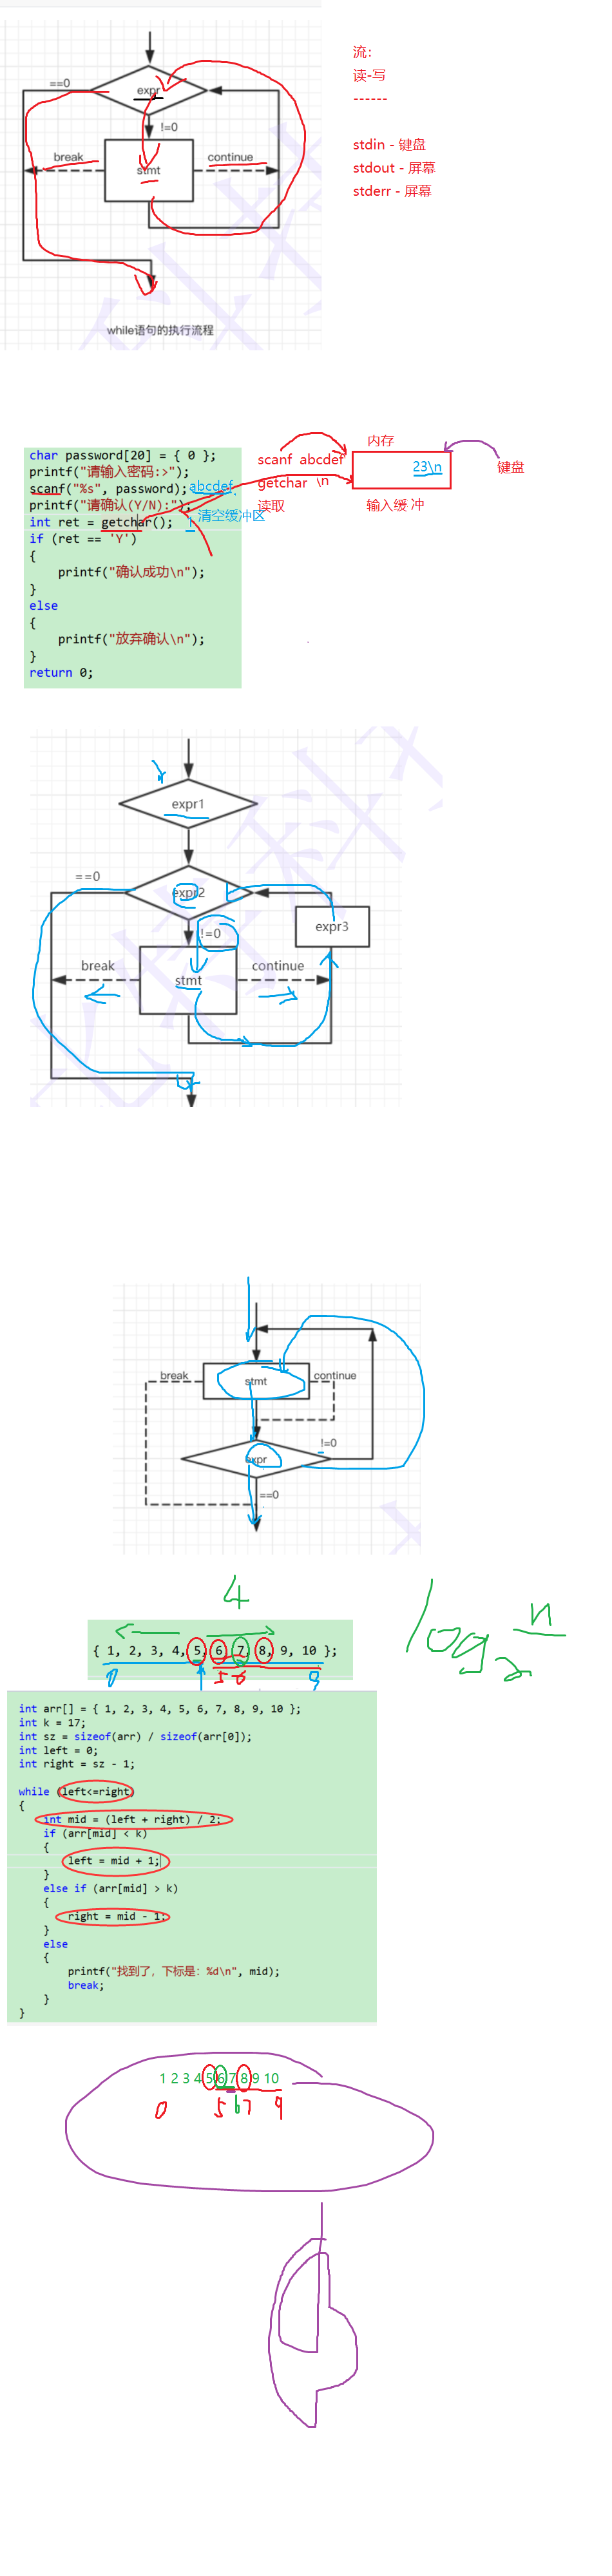 流:
读-写
------
stdin - 键盘
stdout - 屏幕
stderr - 屏幕
==0
expr
!=0
break
stmt
continue
while语句的执行流程
char password[20] = { 0 };
printf("请输入密码:>");
scanf("%s", password);
abcdef
printf("请确认(Y/N):");
清空缓冲区
int ret = getchar();
if (ret == 'Y')
{
printf("确认成功\n");
}
else
{
printf("放弃确认\n");
}
return 0;
scanf abcdef
getchar \n
读取
内存
23\n
键盘
输入缓 冲
expr1
==0
expr2
!=0
expr3
break
stmt
continue
break
stmt
continue
!=0
expr
==0
4
{ 1, 2, 3, 4, 5, 6, 7, 8, 9, 10 };
0 5 6 9
log2 n
int arr[] = { 1, 2, 3, 4, 5, 6, 7, 8, 9, 10 };
int k = 17;
int sz = sizeof(arr) / sizeof(arr[0]);
int left = 0;
int right = sz - 1;
while (left<=right)
{
int mid = (left + right) / 2;
if (arr[mid] < k)
{
left = mid + 1;
}
else if (arr[mid] > k)
{
right = mid - 1;
}
else
{
printf("找到了, 下标是: %d\n", mid);
break;
}
}
1 2 3 4 5 6 7 8 9 10
0 5 6 7 9